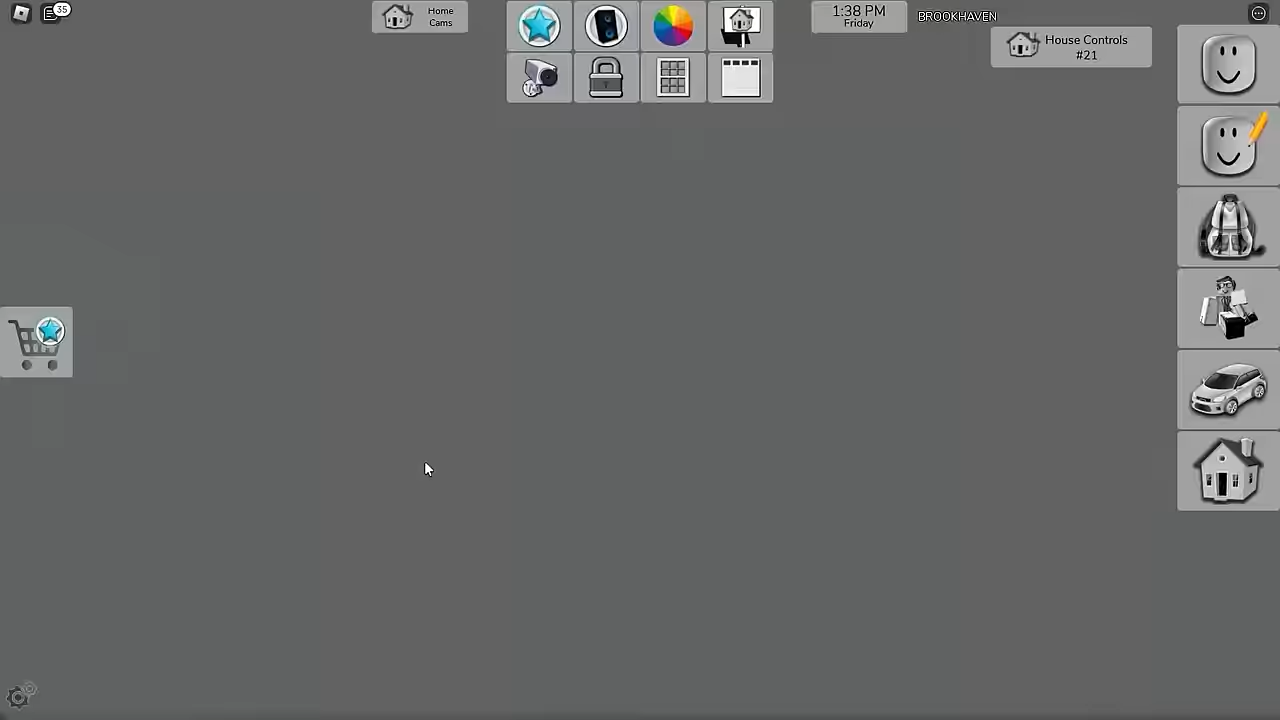 35
Home
Cams
1:38 PM
Friday
BROOKHAVEN
House Controls
#21